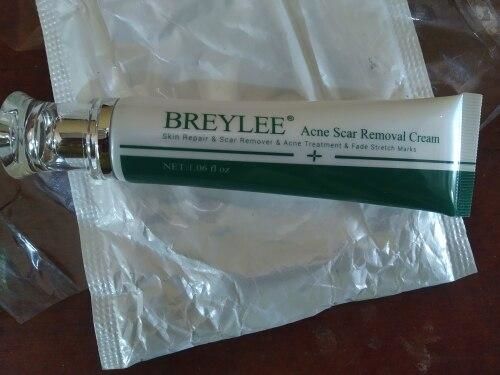 BREYLEE® Acne Scar Removal Cream
Skin Repair & Scar Remover & Acne Treatment & Fade Stretch Marks
NET:1.06 fl oz